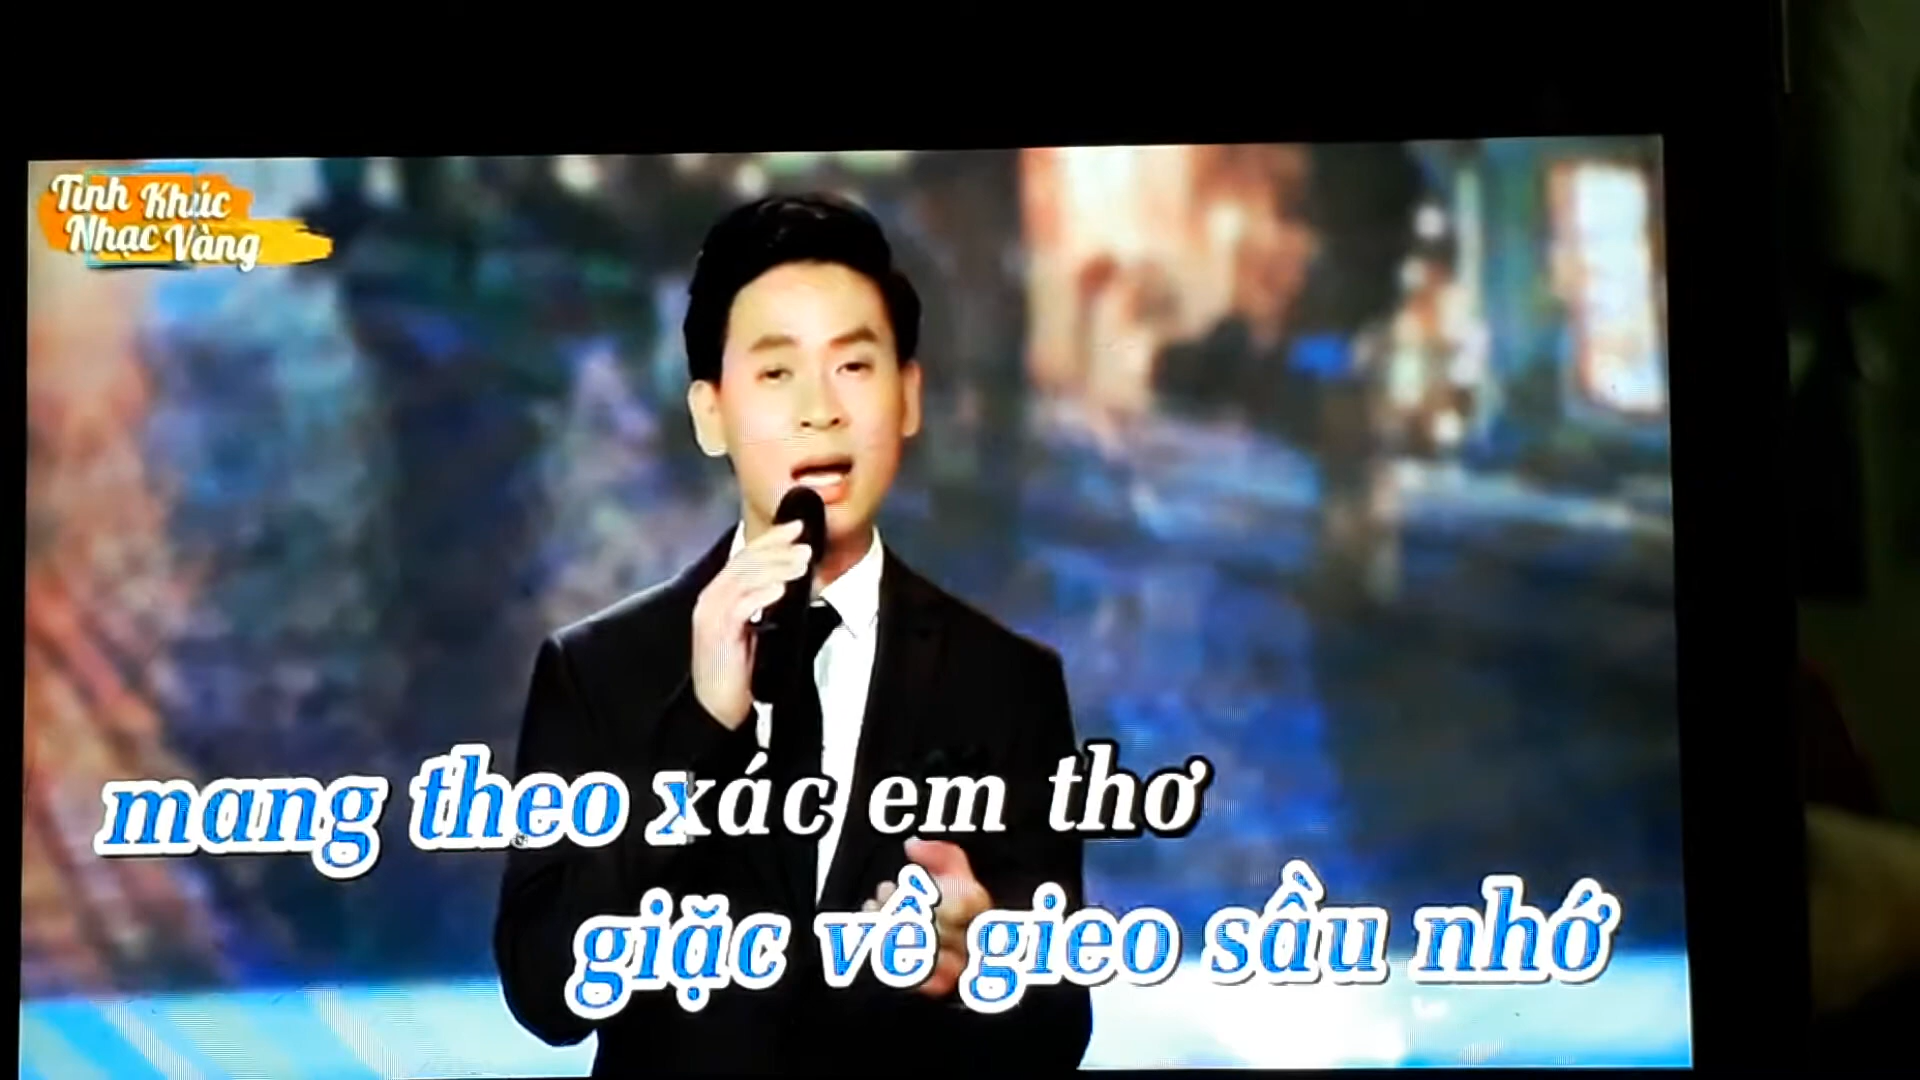 Tình Khúc
Nhạc Vàng
mang theo xác em thơ
giặc về gieo sầu nhớ